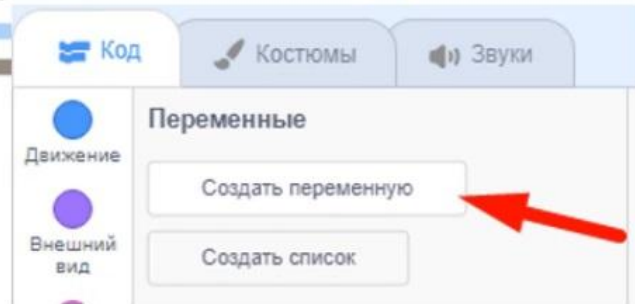 Код
Костюмы
Звуки
Переменные
Движение
Создать переменную
Внешний
вид
Создать список